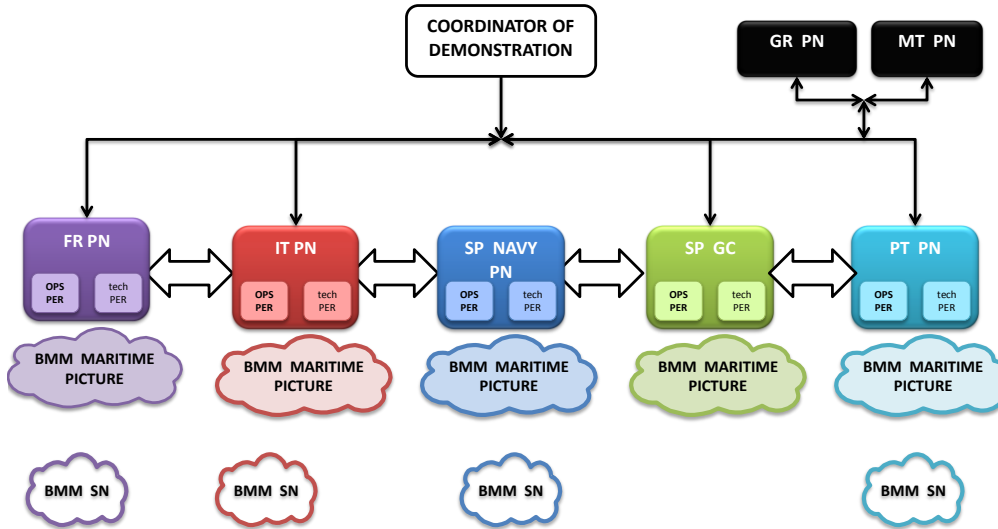 COORDINATOR OF
DEMONSTRATION
GR PN
MT PN
FR PN
OPS
PER
tech
PER
IT PN
OPS
PER
tech
PER
SP NAVY
PN
OPS
PER
tech
PER
SP GC
OPS
PER
tech
PER
PT PN
OPS
PER
tech
PER
BMM MARITIME
PICTURE
BMM MARITIME
PICTURE
BMM MARITIME
PICTURE
BMM MARITIME
PICTURE
BMM MARITIME
PICTURE
BMM SN
BMM SN
BMM SN
BMM SN